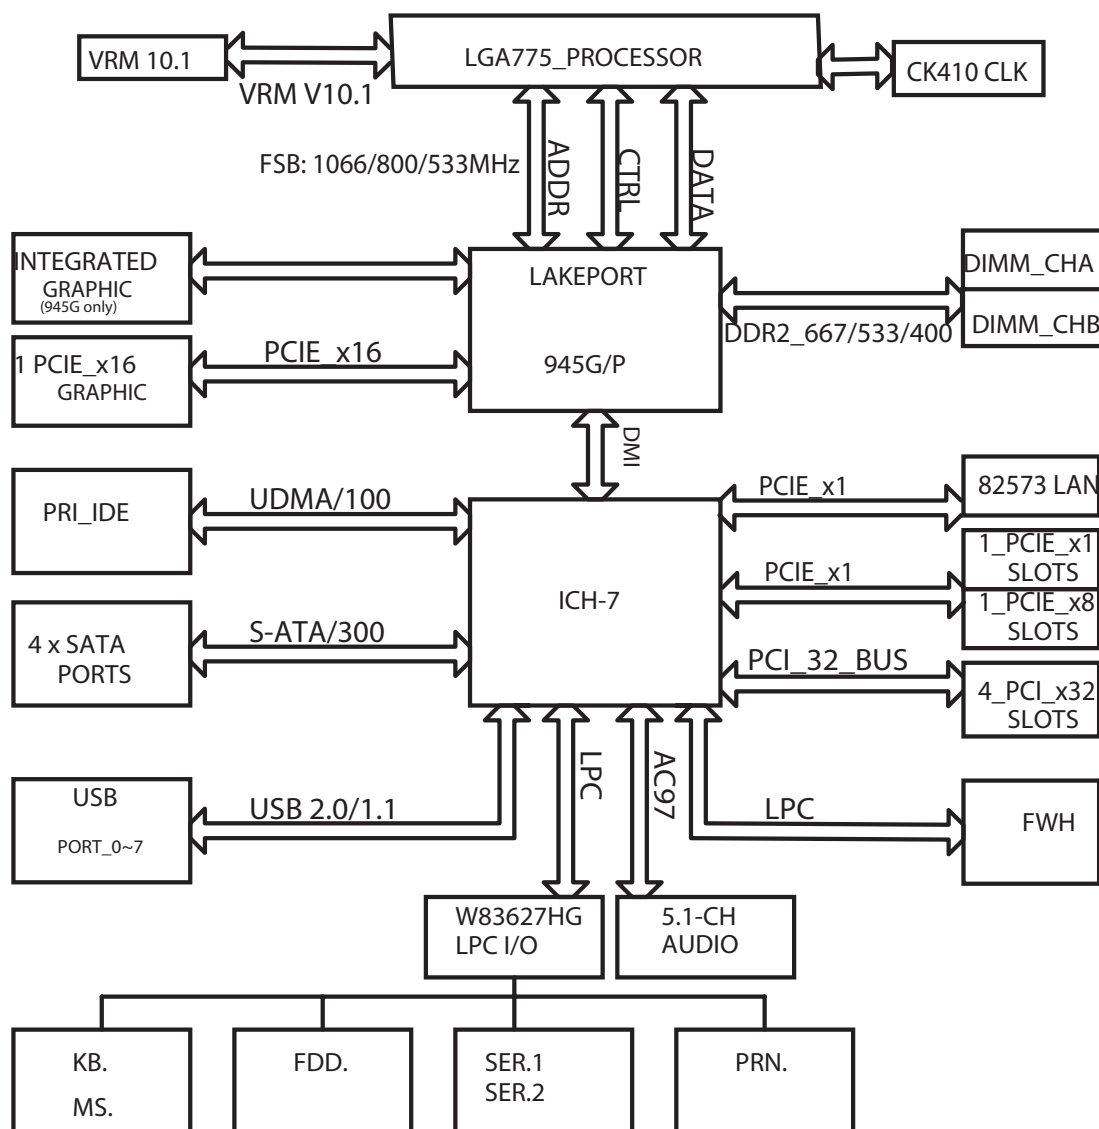 VRM 10.1
LGA775_PROCESSOR
CK410 CLK
VRM V10.1
FSB: 1066/800/533MHz
ADDR
CTRL
DATA
INTEGRATED
GRAPHIC
(945G only)
LAKEPORT
945G/P
DIMM_CHA
DIMM_CHB
DDR2_667/533/400
1 PCIE_x16
GRAPHIC
PCIE_x16
DMI
PRI_IDE
UDMA/100
ICH-7
PCIE_x1
82573 LAN
PCIE_x1
1_PCIE_x1
SLOTS
1_PCIE_x8
SLOTS
4 x SATA
PORTS
S-ATA/300
PCI_32_BUS
4_PCI_x32
SLOTS
USB
PORT_0~7
USB 2.0/1.1
LPC
AC97
LPC
FWH
W83627HG
LPC I/O
5.1-CH
AUDIO
KB.
MS.
FDD.
SER.1
SER.2
PRN.